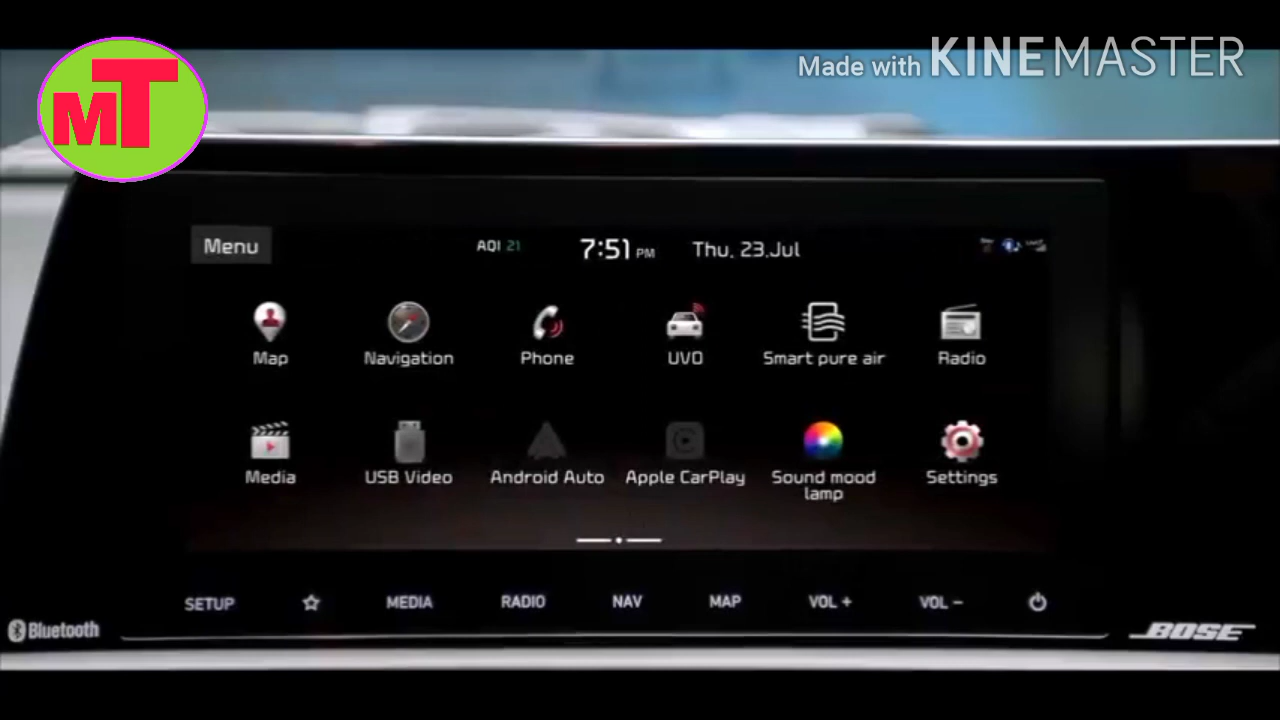 Made with KINEMASTER
MT
Menu
AQI 21
7:51 PM
Thu, 23.Jul
Map
Navigation
Phone
UVO
Smart pure air
Radio
Media
USB Video
Android Auto
Apple CarPlay
Sound mood
lamp
Settings
SETUP
MEDIA
RADIO
NAV
MAP
VOL +
VOL −
Bluetooth
BOSE